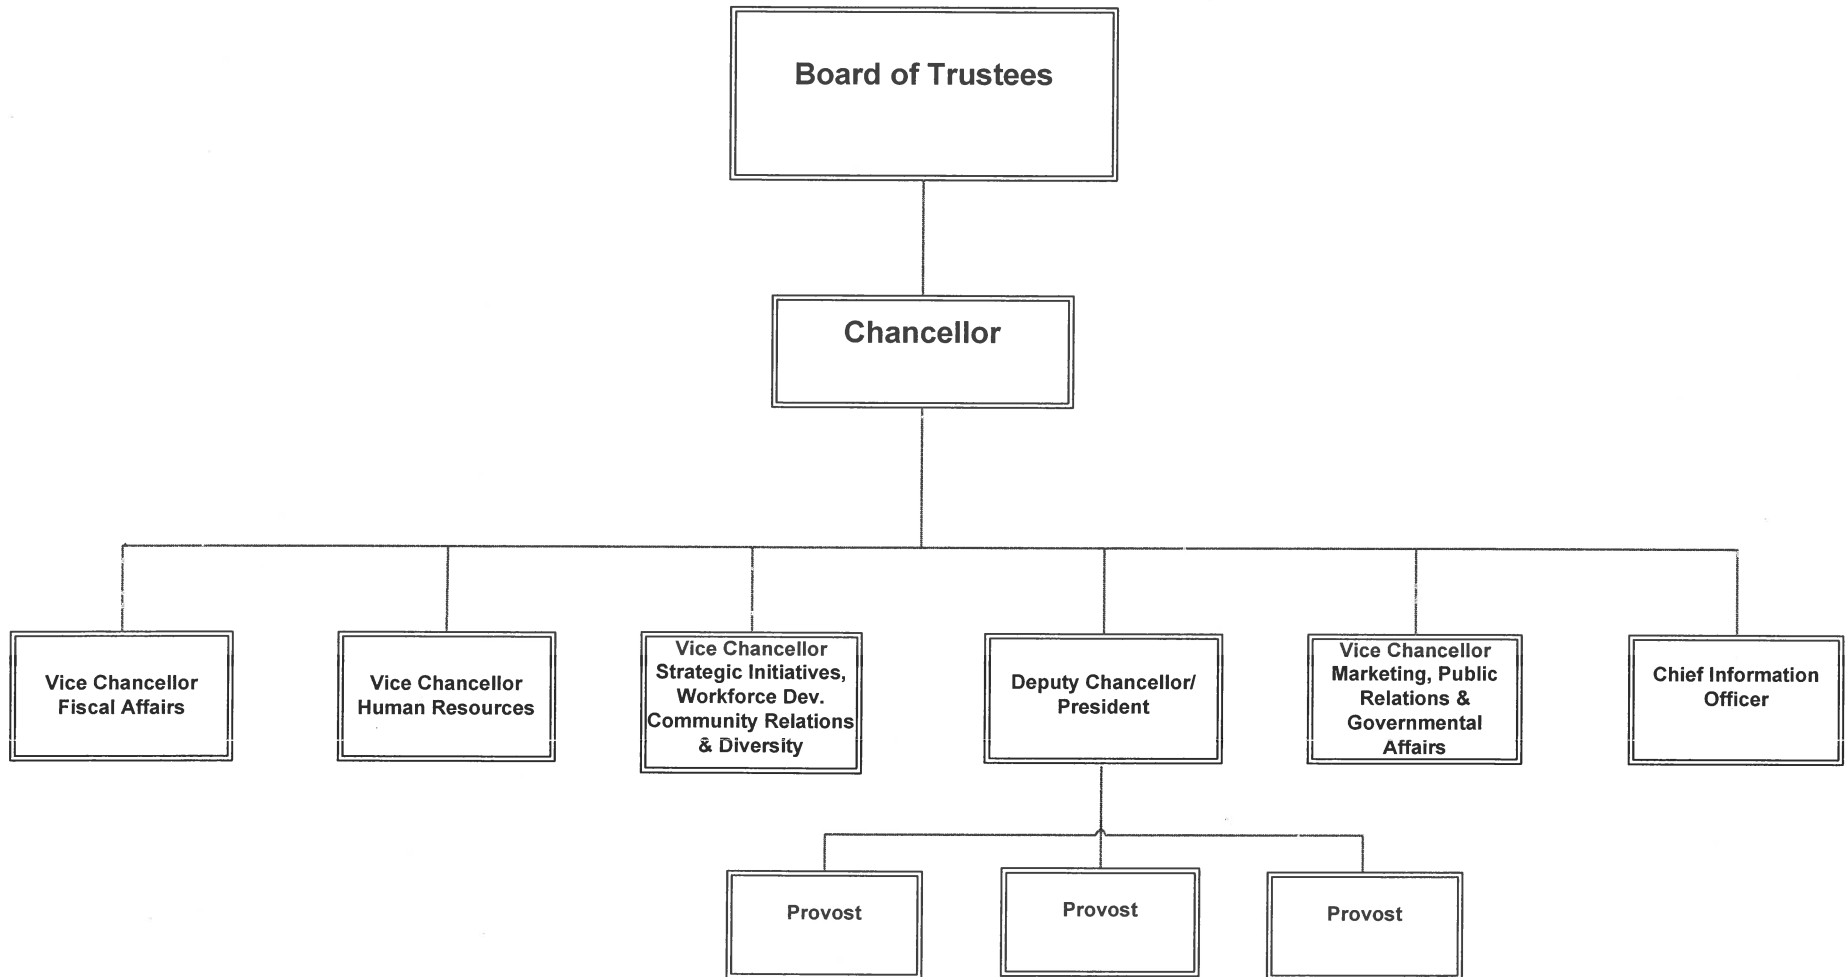 Board of Trustees
Chancellor
Vice Chancellor
Fiscal Affairs
Vice Chancellor
Human Resources
Vice Chancellor
Strategic Initiatives,
Workforce Dev.
Community Relations
& Diversity
Deputy Chancellor/
President
Vice Chancellor
Marketing, Public
Relations &
Governmental
Affairs
Chief Information
Officer
Provost
Provost
Provost